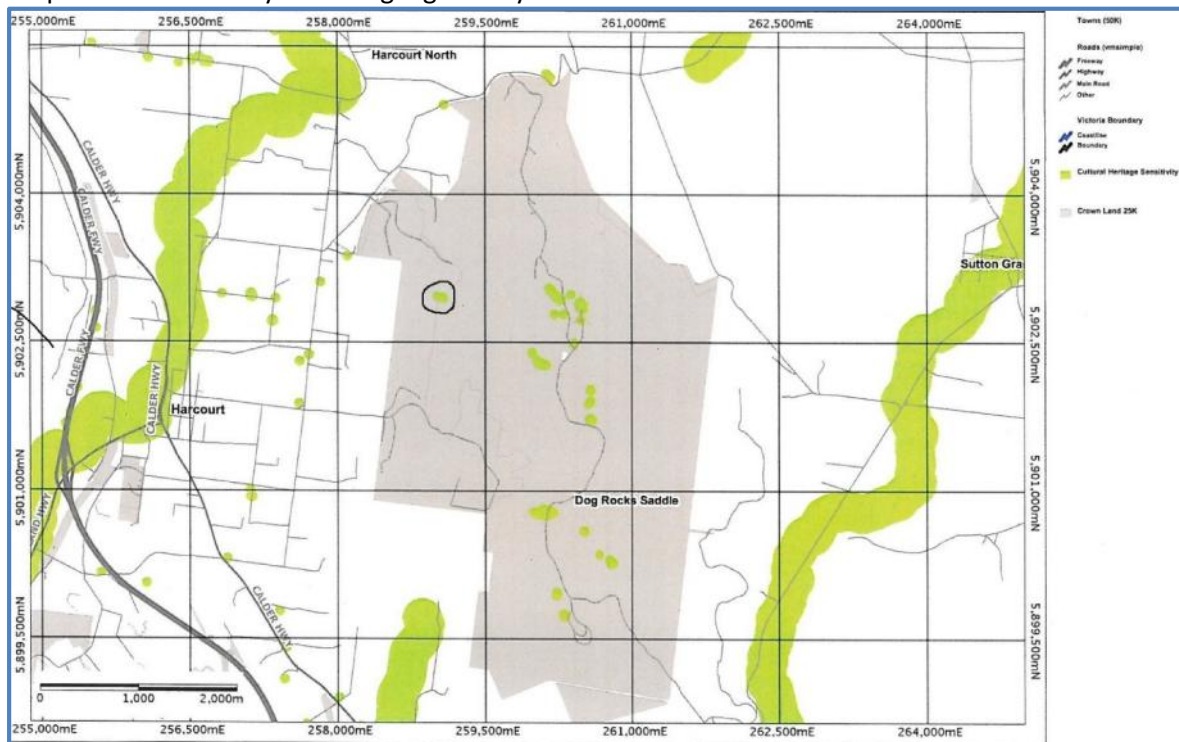 255,000mE 256,500mE 258,000mE 259,500mE 261,000mE 262,500mE 264,000mE
Harcourt North
CALDER HWY
CALDER FWY
5,904,000mN
5,904,000mN
Sutton Gra
5,902,500mN
5,902,500mN
CALDER FWY
CALDER HWY
Harcourt
5,901,000mN
5,901,000mN
Dog Rocks Saddle
AND HWY
CALDER HWY
5,899,500mN
5,899,500mN
0 1,000 2,000m
255,000mE 256,500mE 258,000mE 259,500mE 261,000mE 262,500mE 264,000mE
Towns (50K)
Roads (vmsimple)
Freeway
Highway
Main Road
Other
Victoria Boundary
Coastline
Boundary
Cultural Heritage Sensitivity
Crown Land 25K